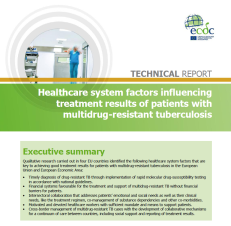 ecdc
TECHNICAL REPORT
Healthcare system factors influencing
treatment results of patients with
multidrug-resistant tuberculosis
Executive summary
Qualitative research carried out in four EU countries identified the following healthcare system factors that are
key to achieving good treatment results for patients with multidrug-resistant tuberculosis in the European
Union and European Economic Area:
• Timely diagnosis of drug-resistant TB through implementation of rapid molecular drug susceptibility testing
in accordance with national guidelines.
• Financial systems favourable for the treatment and support of multidrug-resistant TB without financial
barriers for patients.
• Intersectoral collaboration that addresses patients' emotional and social needs as well as their clinical
needs, like the treatment regimen, co-management of substance dependencies and other co-morbidities.
• Motivated and devoted healthcare workers with sufficient mandate and means to support patients.
• Cross-border management of multidrug-resistant TB cases with the development of collaborative mechanisms
for a continuum of care between countries, including social support and reporting of treatment results.